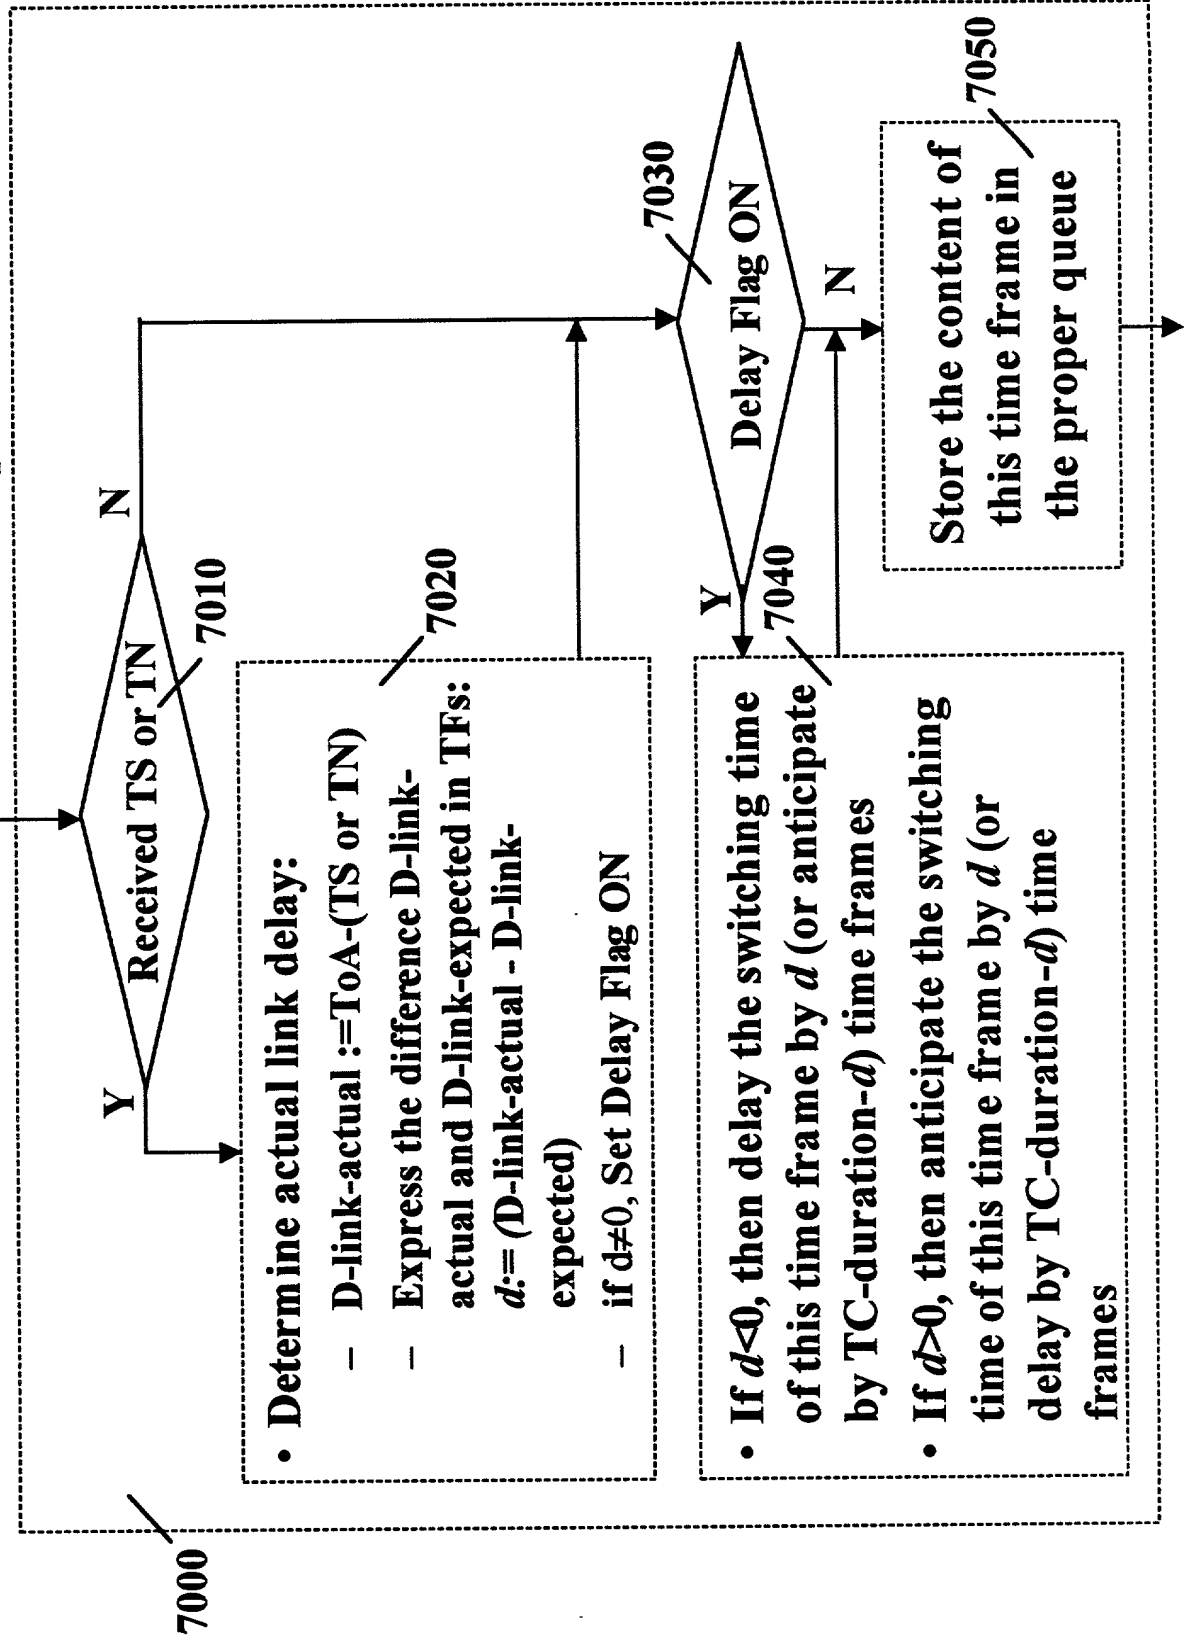 Y
Received TS or TN
N
7010
• Determine actual link delay:
– D-link-actual :=ToA-(TS or TN)
– Express the difference D-link-
actual and D-link-expected in TFs:
d:= (D-link-actual - D-link-
expected)
– if d≠0, Set Delay Flag ON
7020
7030
Delay Flag ON
Y
N
7040
• If d<0, then delay the switching time
of this time frame by d (or anticipate
by TC-duration-d) time frames
• If d>0, then anticipate the switching
time of this time frame by d (or
delay by TC-duration-d) time
frames
Store the content of
this time frame in
the proper queue
7050
7000